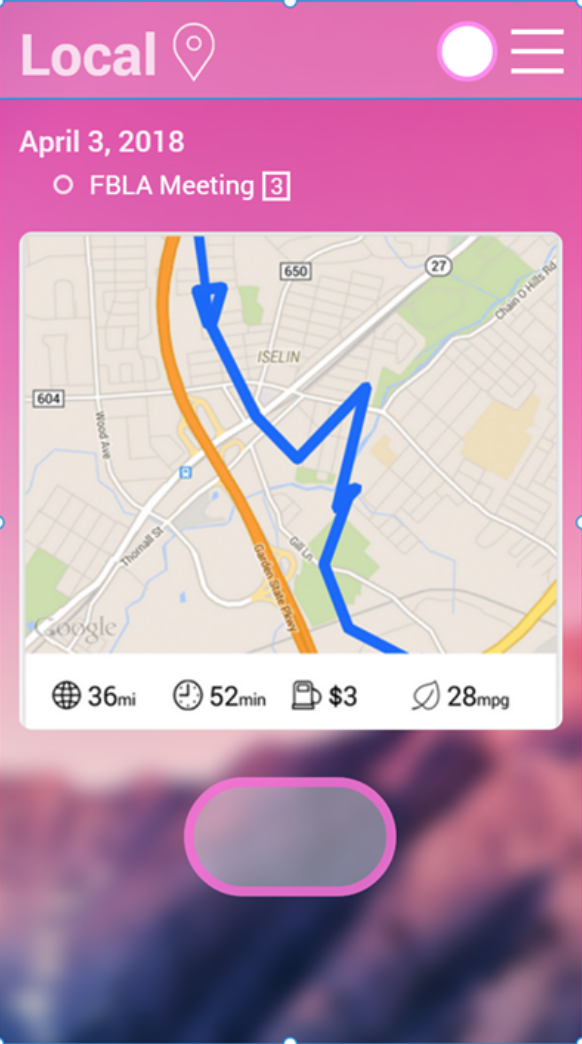 Local
April 3, 2018
FBLA Meeting 3
650
27
Chain O Hills Rd
ISELIN
604
Wood Ave
Thornall St
Gill Ln
Garden State Pkwy
Google
36mi 52min $3 28mpg